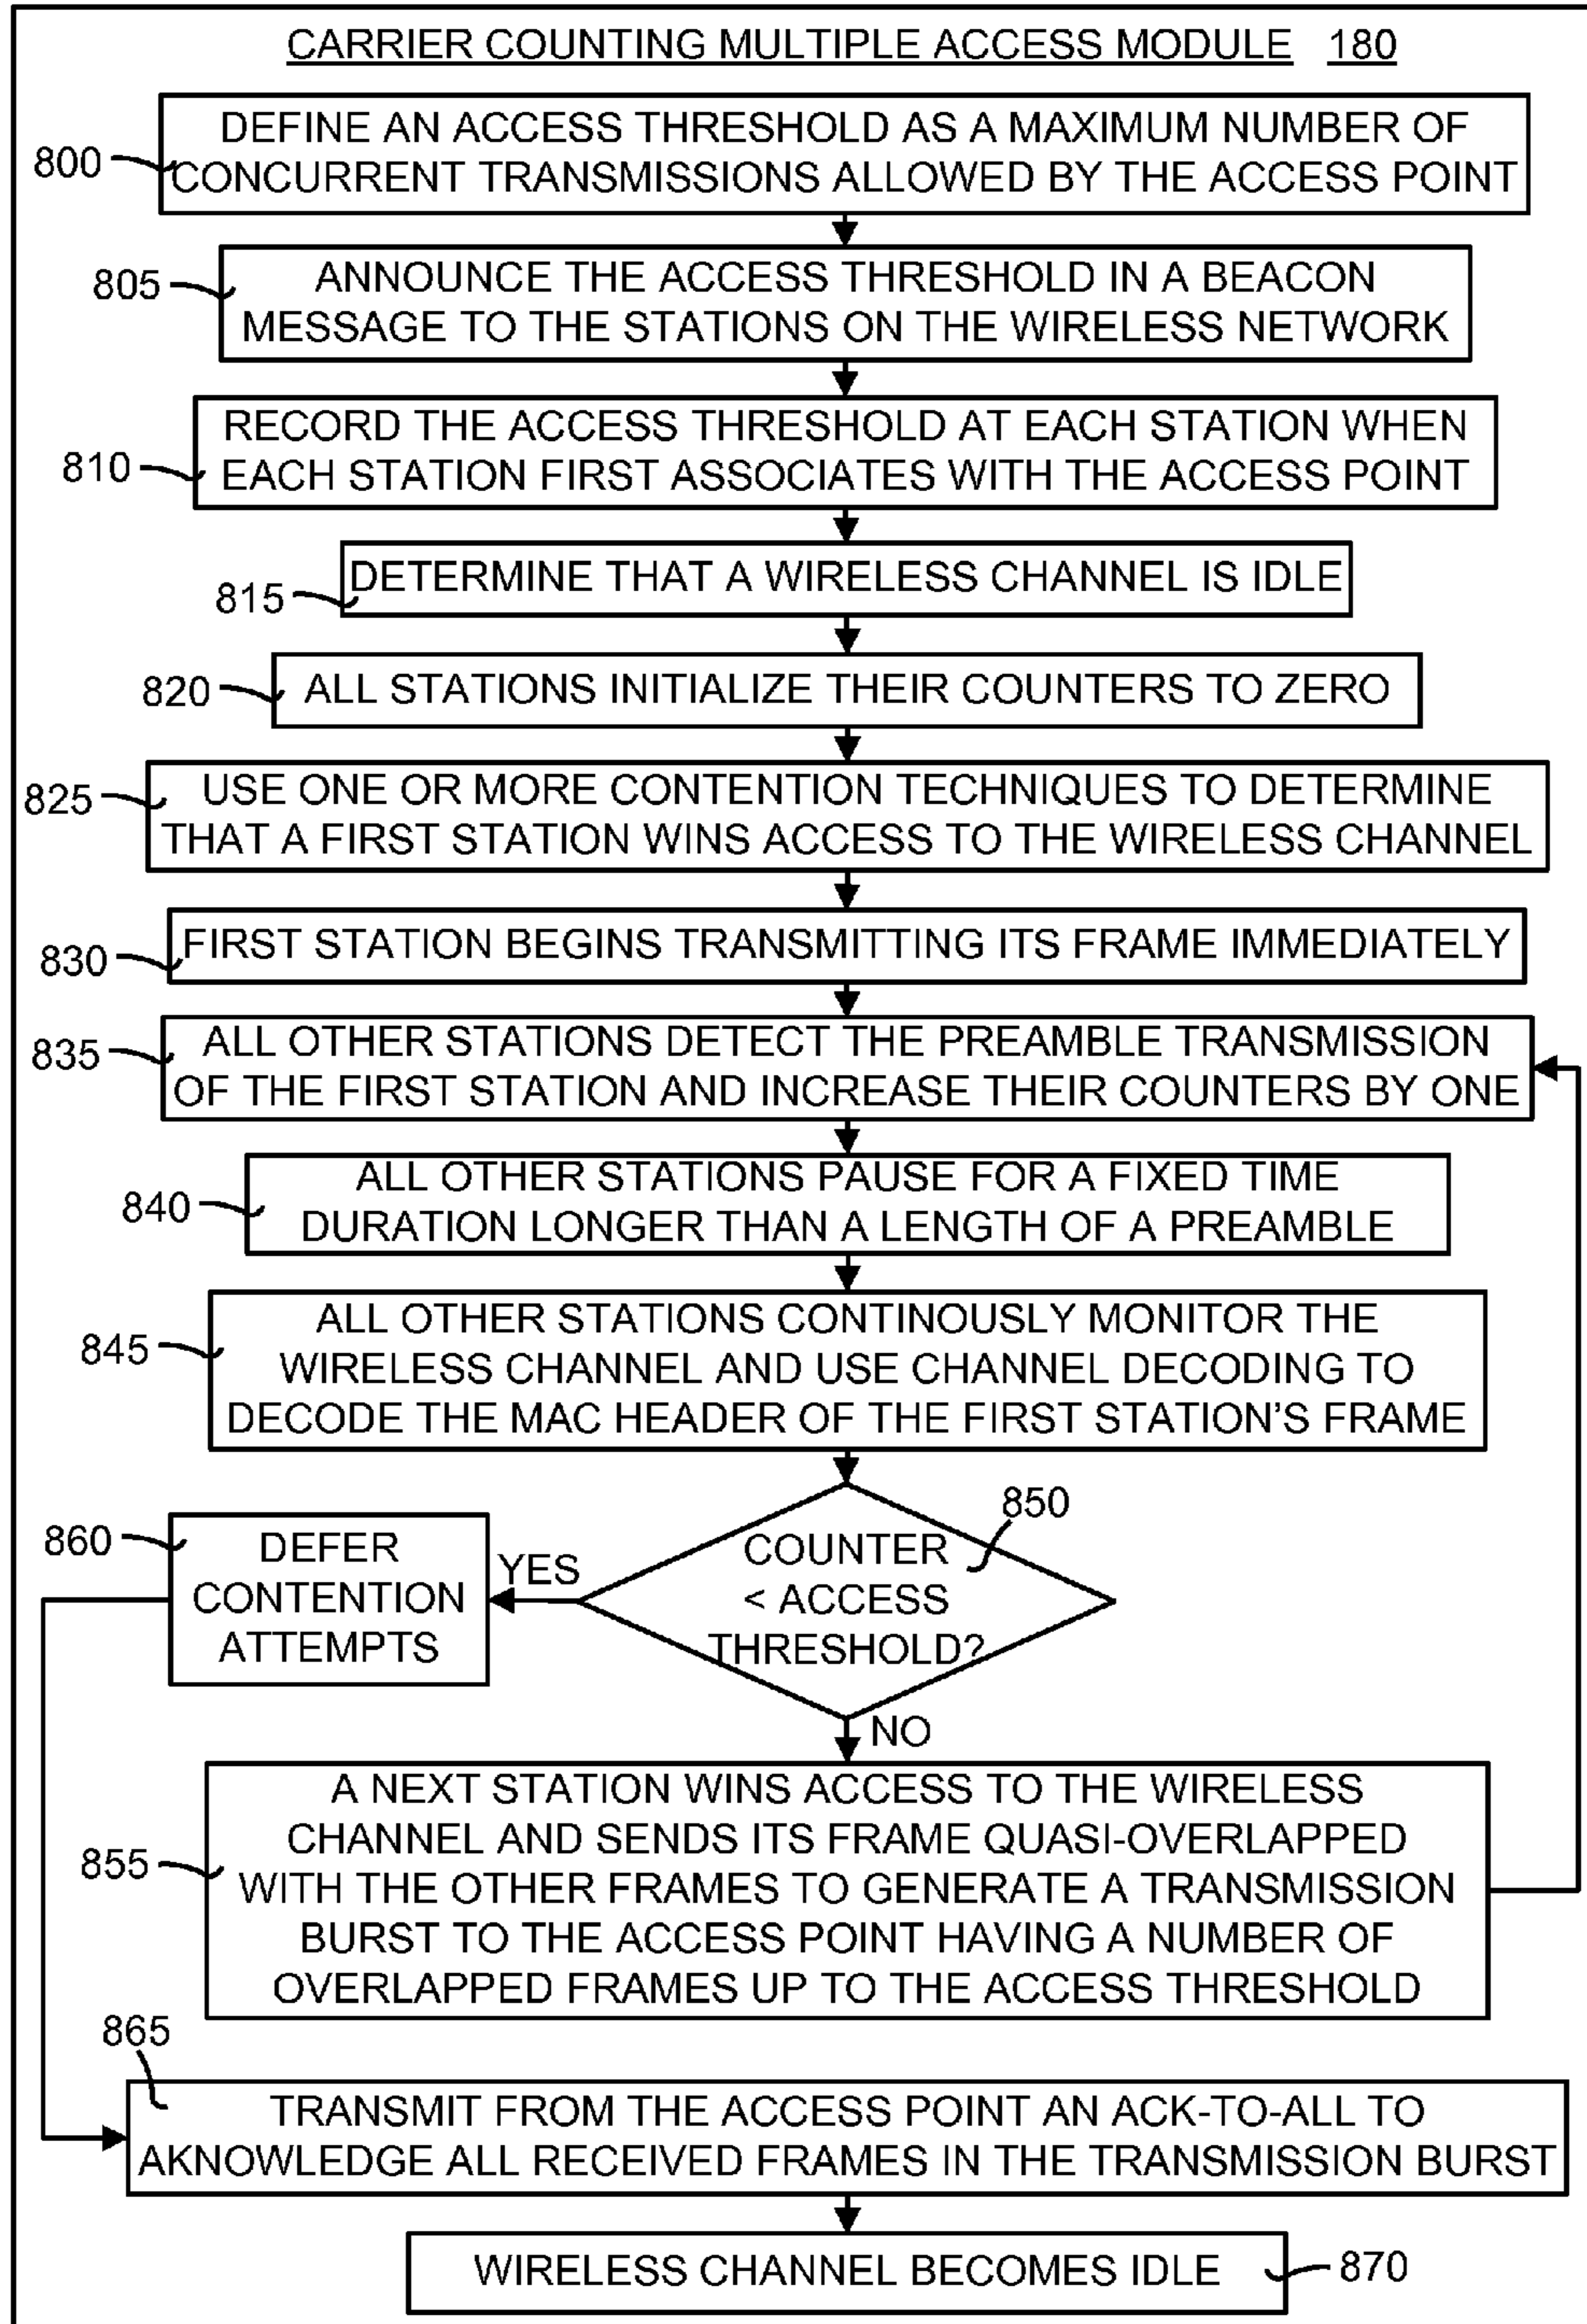 CARRIER COUNTING MULTIPLE ACCESS MODULE 180
800
DEFINE AN ACCESS THRESHOLD AS A MAXIMUM NUMBER OF
CONCURRENT TRANSMISSIONS ALLOWED BY THE ACCESS POINT
805
ANNOUNCE THE ACCESS THRESHOLD IN A BEACON
MESSAGE TO THE STATIONS ON THE WIRELESS NETWORK
810
RECORD THE ACCESS THRESHOLD AT EACH STATION WHEN
EACH STATION FIRST ASSOCIATES WITH THE ACCESS POINT
815
DETERMINE THAT A WIRELESS CHANNEL IS IDLE
820
ALL STATIONS INITIALIZE THEIR COUNTERS TO ZERO
825
USE ONE OR MORE CONTENTION TECHNIQUES TO DETERMINE
THAT A FIRST STATION WINS ACCESS TO THE WIRELESS CHANNEL
830
FIRST STATION BEGINS TRANSMITTING ITS FRAME IMMEDIATELY
835
ALL OTHER STATIONS DETECT THE PREAMBLE TRANSMISSION
OF THE FIRST STATION AND INCREASE THEIR COUNTERS BY ONE
840
ALL OTHER STATIONS PAUSE FOR A FIXED TIME
DURATION LONGER THAN A LENGTH OF A PREAMBLE
845
ALL OTHER STATIONS CONTINOUSLY MONITOR THE
WIRELESS CHANNEL AND USE CHANNEL DECODING TO
DECODE THE MAC HEADER OF THE FIRST STATION'S FRAME
850
COUNTER
< ACCESS
THRESHOLD?
YES
860
DEFER
CONTENTION
ATTEMPTS
NO
855
A NEXT STATION WINS ACCESS TO THE WIRELESS
CHANNEL AND SENDS ITS FRAME QUASI-OVERLAPPED
WITH THE OTHER FRAMES TO GENERATE A TRANSMISSION
BURST TO THE ACCESS POINT HAVING A NUMBER OF
OVERLAPPED FRAMES UP TO THE ACCESS THRESHOLD
865
TRANSMIT FROM THE ACCESS POINT AN ACK-TO-ALL TO
AKNOWLEDGE ALL RECEIVED FRAMES IN THE TRANSMISSION BURST
WIRELESS CHANNEL BECOMES IDLE
870